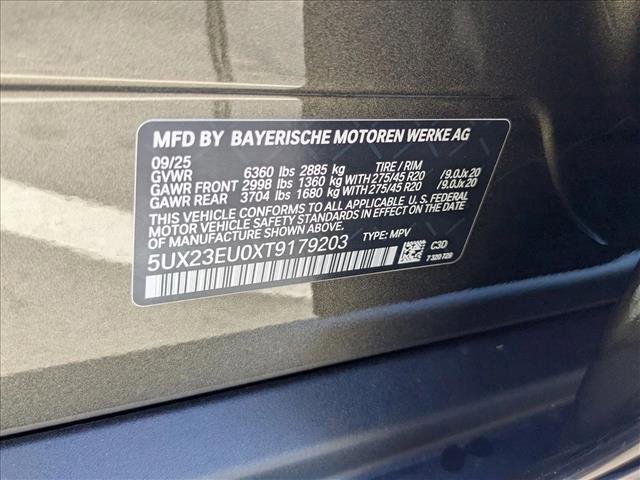 MFD BY BAYERISCHE MOTOREN WERKE AG
09/25
GVWR 6360 lbs 2885 kg TIRE / RIM
GAWR FRONT 2998 lbs 1360 kg WITH 275/45 R20 /9.0Jx20
GAWR REAR 3704 lbs 1680 kg WITH 275/45 R20 /9.0Jx20
THIS VEHICLE CONFORMS TO ALL APPLICABLE U.S. FEDERAL
MOTOR VEHICLE SAFETY STANDARDS IN EFFECT ON THE DATE
OF MANUFACTURE SHOWN ABOVE.
5UX23EU0XT9179203 TYPE: MPV
C3D
7320728